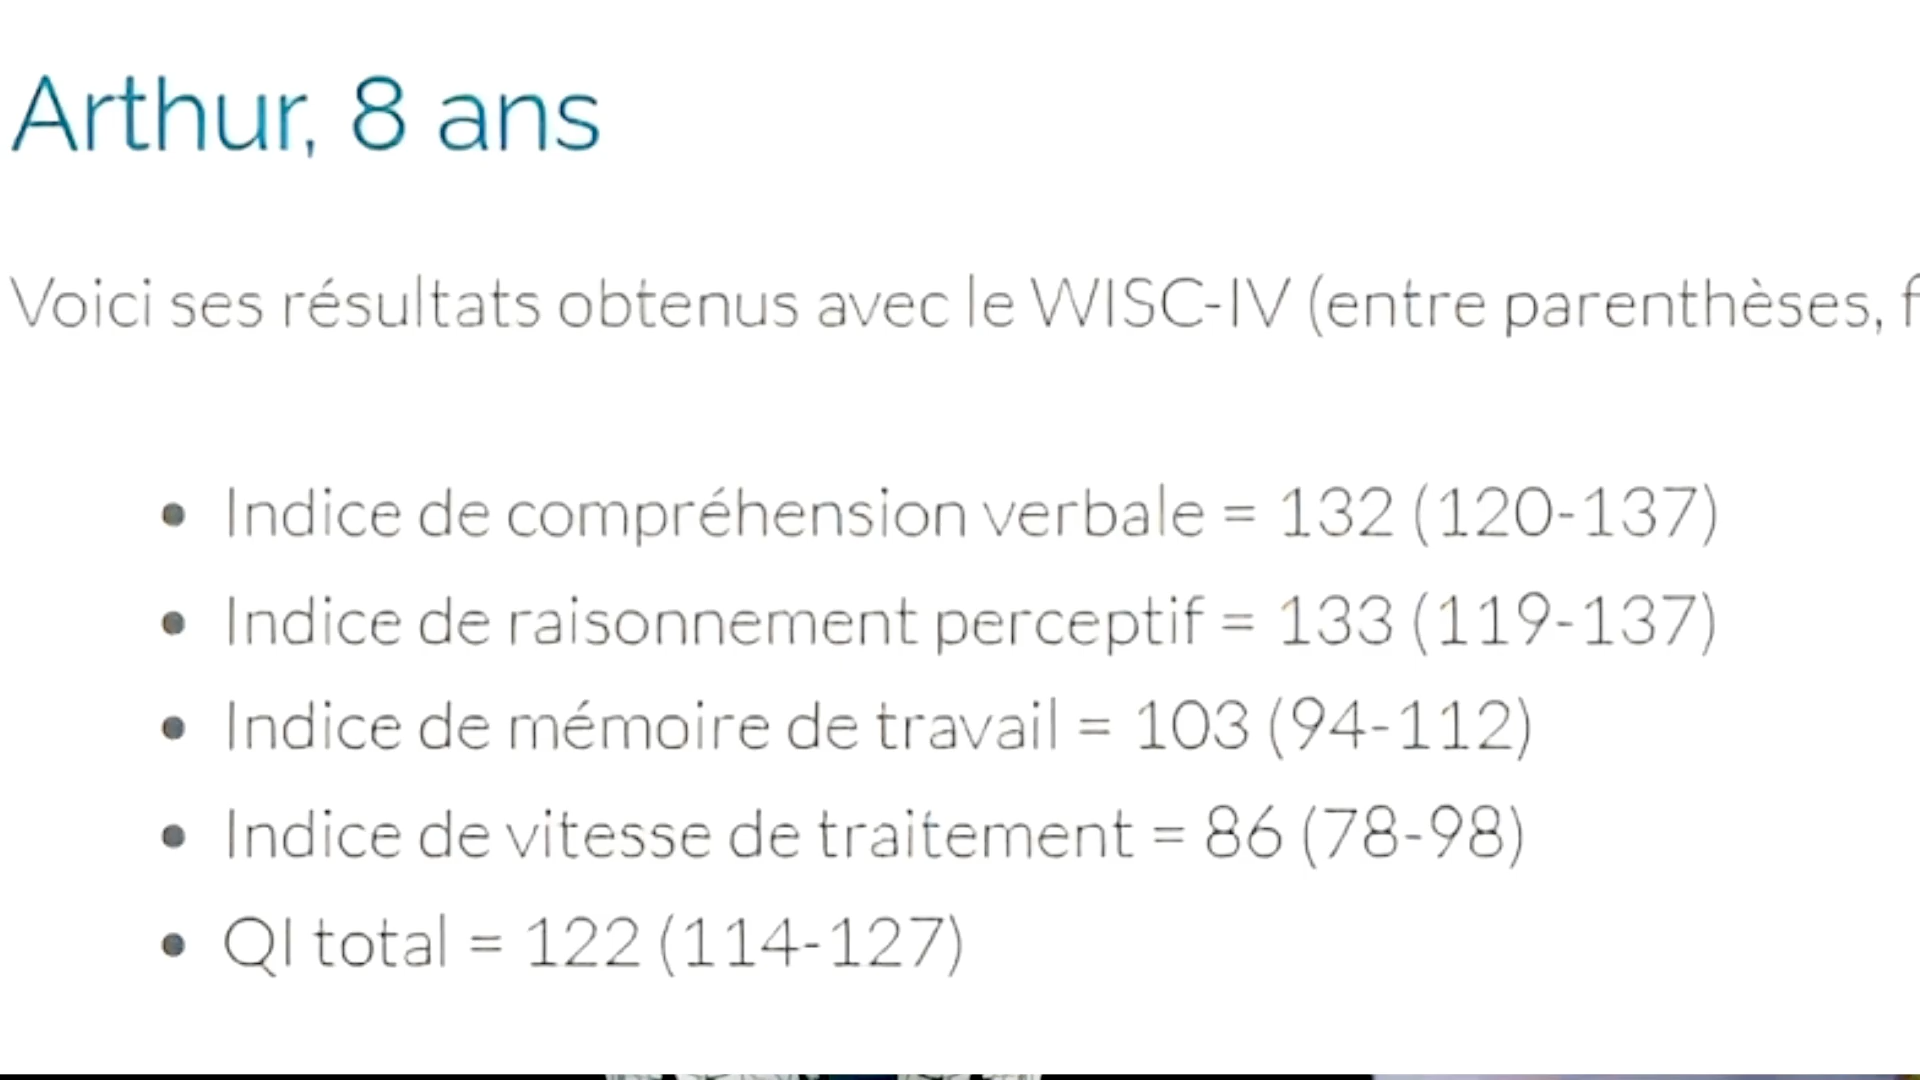 Arthur, 8 ans
Voici ses résultats obtenus avec le WISC-IV (entre parenthèses,
Indice de compréhension verbale = 132 (120-137)
Indice de raisonnement perceptif = 133 (119-137)
Indice de mémoire de travail = 103 (94-112)
Indice de vitesse de traitement = 86 (78-98)
QI total = 122 (114-127)